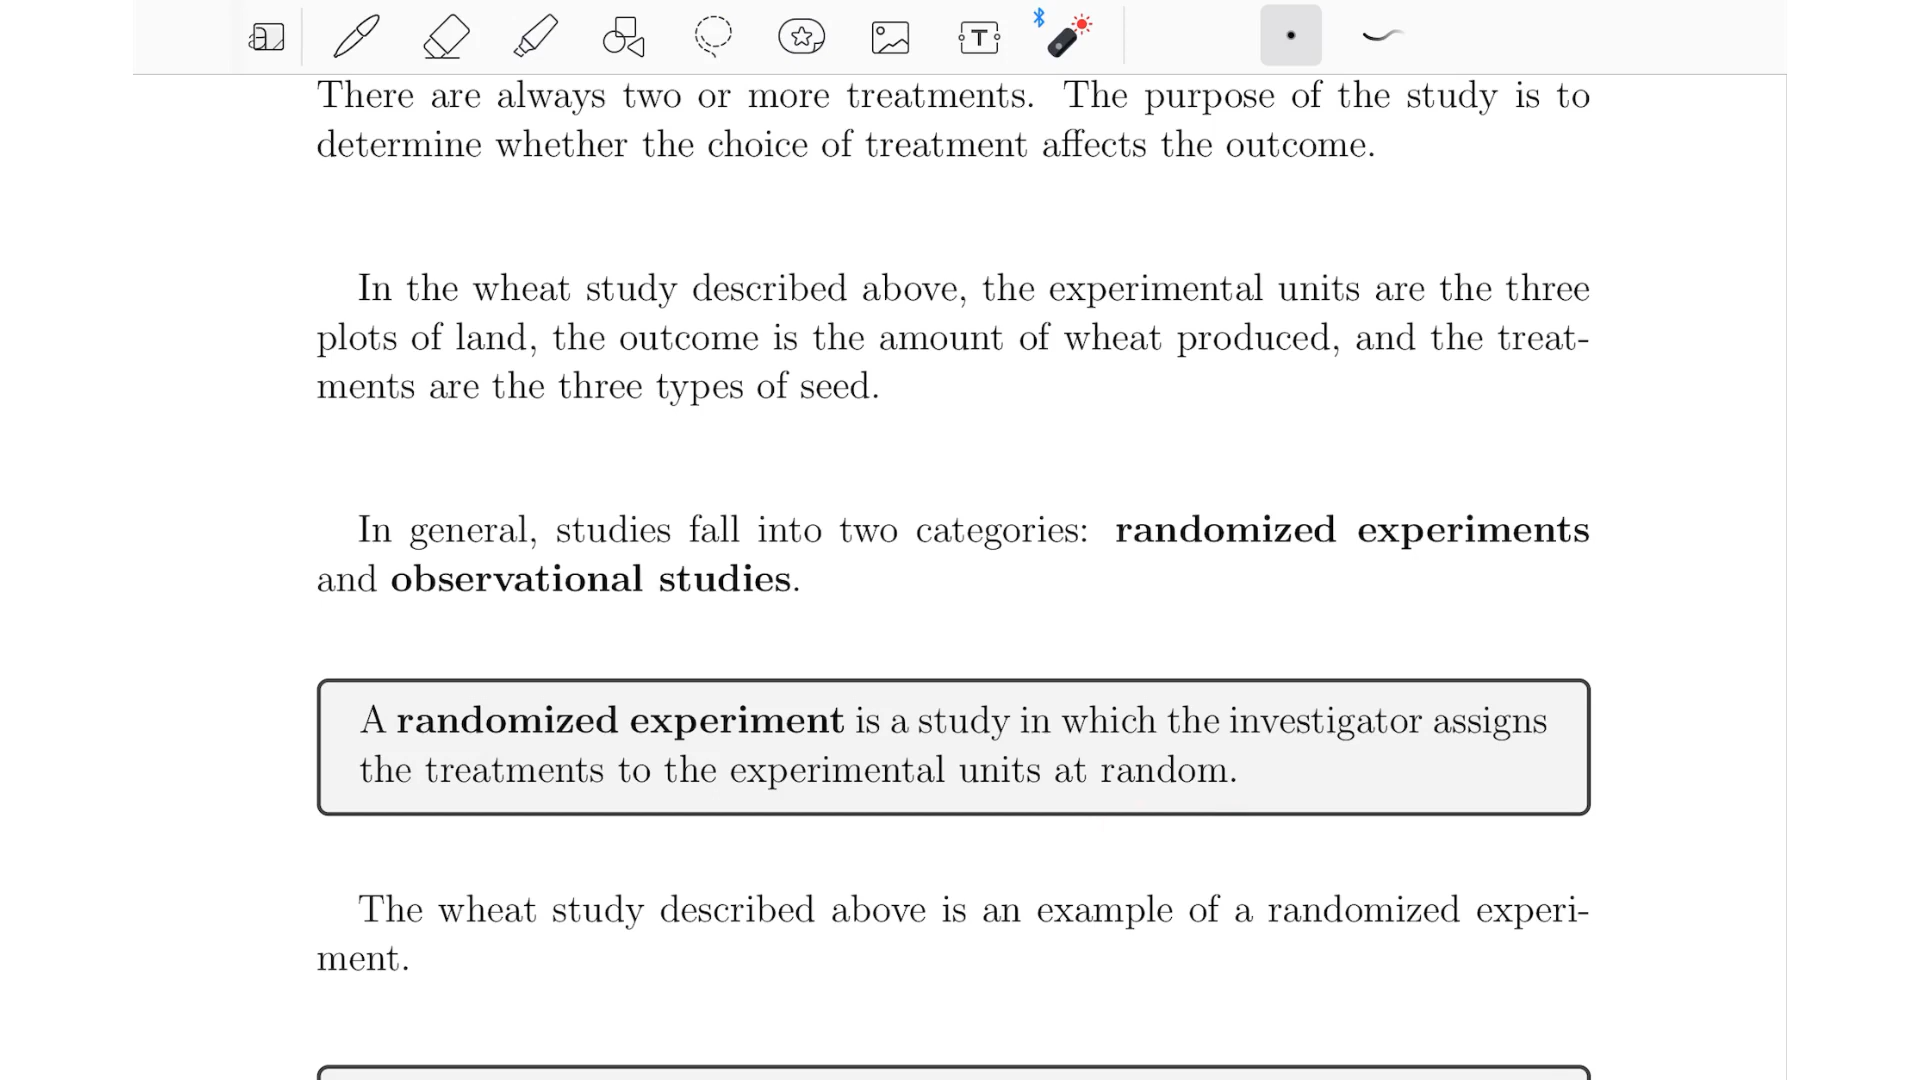 There are always two or more treatments. The purpose of the study is to
determine whether the choice of treatment affects the outcome.
In the wheat study described above, the experimental units are the three
plots of land, the outcome is the amount of wheat produced, and the treat-
ments are the three types of seed.
In general, studies fall into two categories: randomized experiments
and observational studies.
A randomized experiment is a study in which the investigator assigns
the treatments to the experimental units at random.
The wheat study described above is an example of a randomized experi-
ment.